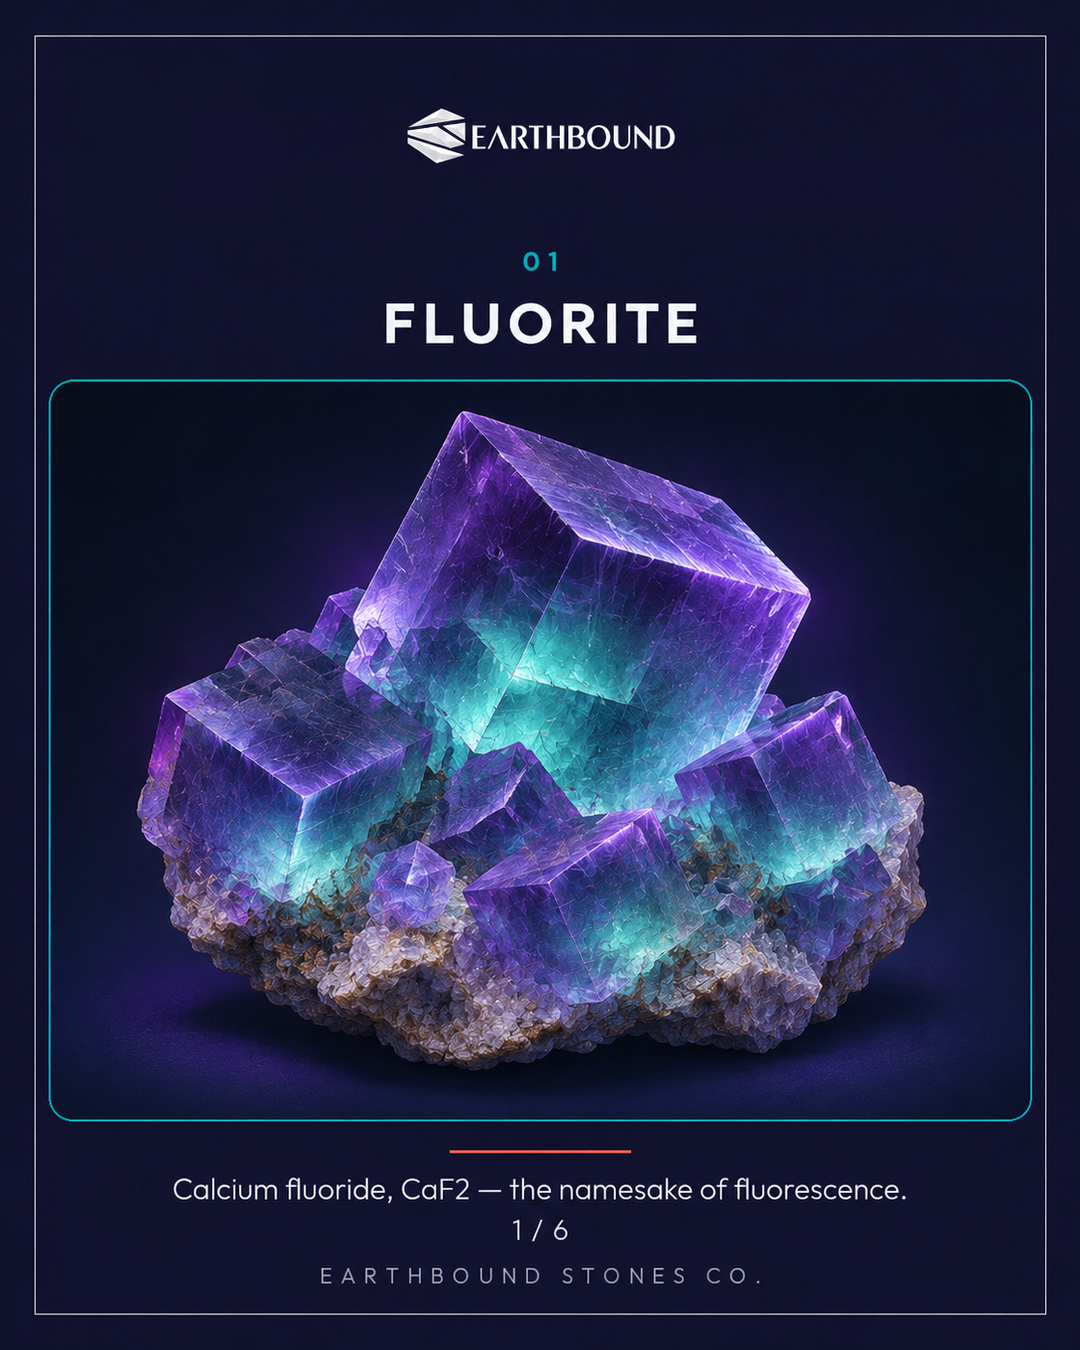 EARTHBOUND
01
FLUORITE
Calcium fluoride, CaF2 — the namesake of fluorescence.
1 / 6
EARTHBOUND STONES CO.